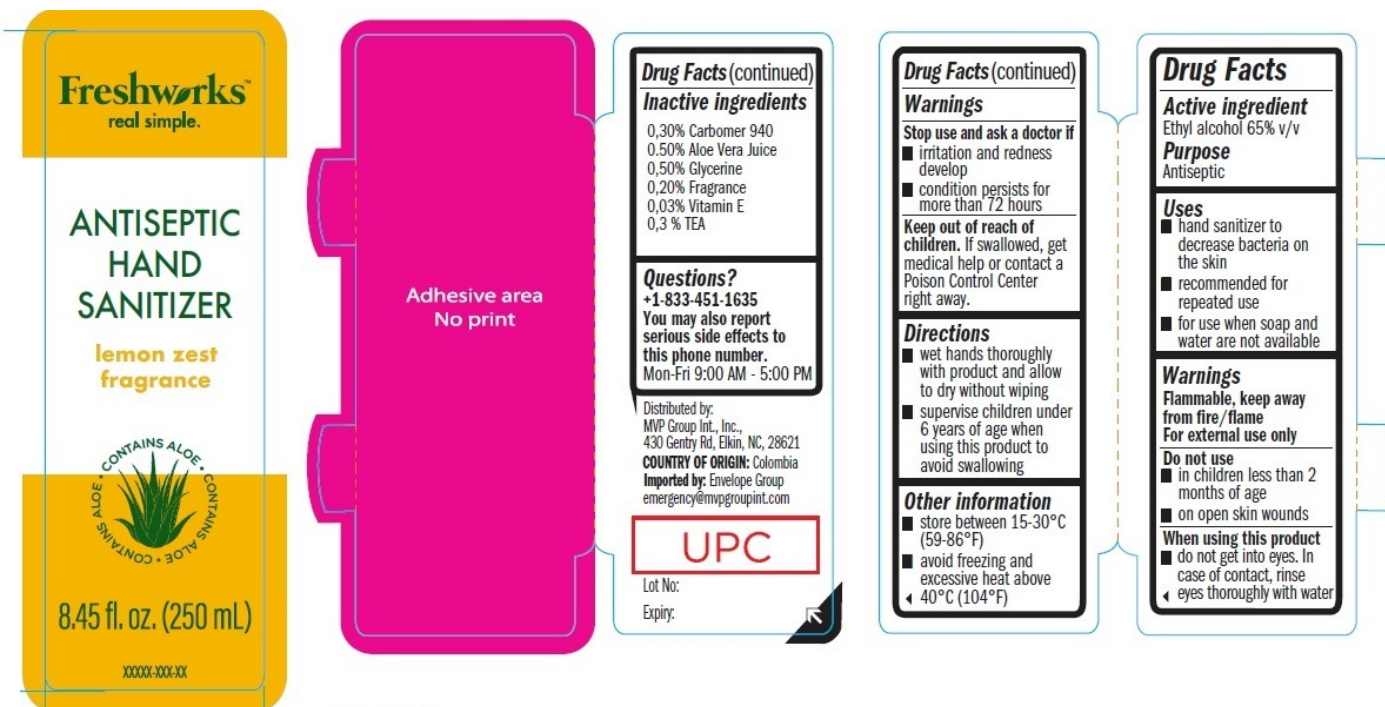 Freshworks™
real simple.
ANTISEPTIC
HAND
SANITIZER
lemon zest
fragrance
CONTAINS ALOE • CONTAINS ALOE • CONTAINS ALOE •
8.45 fl. oz. (250 mL)
XXXXX-XXX-XX
Adhesive area
No print
Drug Facts (continued)
Inactive ingredients
0,30% Carbomer 940
0.50% Aloe Vera Juice
0,50% Glycerine
0,20% Fragrance
0,03% Vitamin E
0,3 % TEA
Questions?
+1-833-451-1635
You may also report
serious side effects to
this phone number.
Mon-Fri 9:00 AM - 5:00 PM
Distributed by:
MVP Group Int., Inc.,
430 Gentry Rd, Elkin, NC, 28621
COUNTRY OF ORIGIN: Colombia
Imported by: Envelope Group
emergency@mvpgroupint.com
UPC
Lot No:
Expiry:
Drug Facts (continued)
Warnings
Stop use and ask a doctor if
■ irritation and redness
develop
■ condition persists for
more than 72 hours
Keep out of reach of
children. If swallowed, get
medical help or contact a
Poison Control Center
right away.
Directions
■ wet hands thoroughly
with product and allow
to dry without wiping
■ supervise children under
6 years of age when
using this product to
avoid swallowing
Other information
■ store between 15-30°C
(59-86°F)
■ avoid freezing and
excessive heat above
40°C (104°F)
Drug Facts
Active ingredient
Ethyl alcohol 65% v/v
Purpose
Antiseptic
Uses
■ hand sanitizer to
decrease bacteria on
the skin
■ recommended for
repeated use
■ for use when soap and
water are not available
Warnings
Flammable, keep away
from fire/flame
For external use only
Do not use
■ in children less than 2
months of age
■ on open skin wounds
When using this product
■ do not get into eyes. In
case of contact, rinse
eyes thoroughly with water